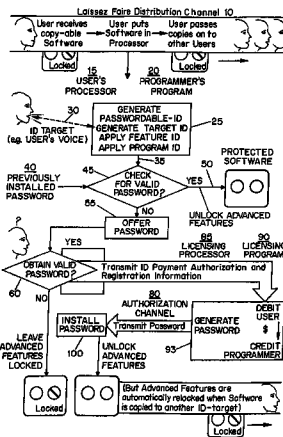 Laissez Faire Distribution Channel 10
User receives copy-able Software
User puts Software in Processor
User passes copies on to other Users
Locked
Locked
15
USER'S PROCESSOR
20
PROGRAMMER'S PROGRAM
30
ID TARGET
(e.g. USER'S VOICE)
GENERATE PASSWORDABLE-ID
GENERATE TARGET ID
APPLY FEATURE ID
APPLY PROGRAM ID
25
35
40
PREVIOUSLY INSTALLED PASSWORD
45
CHECK FOR VALID PASSWORD?
50
PROTECTED SOFTWARE
YES
UNLOCK ADVANCED FEATURES
55
NO
OFFER PASSWORD
?
YES
OBTAIN VALID PASSWORD?
60
NO
85
LICENSING PROCESSOR
90
LICENSING PROGRAM
Transmit ID Payment Authorization and Registration Information
80
AUTHORIZATION CHANNEL
Transmit Password
INSTALL PASSWORD
100
GENERATE PASSWORD
93
DEBIT USER
$
CREDIT PROGRAMMER
LEAVE ADVANCED FEATURES LOCKED
UNLOCK ADVANCED FEATURES
Locked
(But Advanced Features are automatically relocked when Software is copied to another ID-target)
Locked